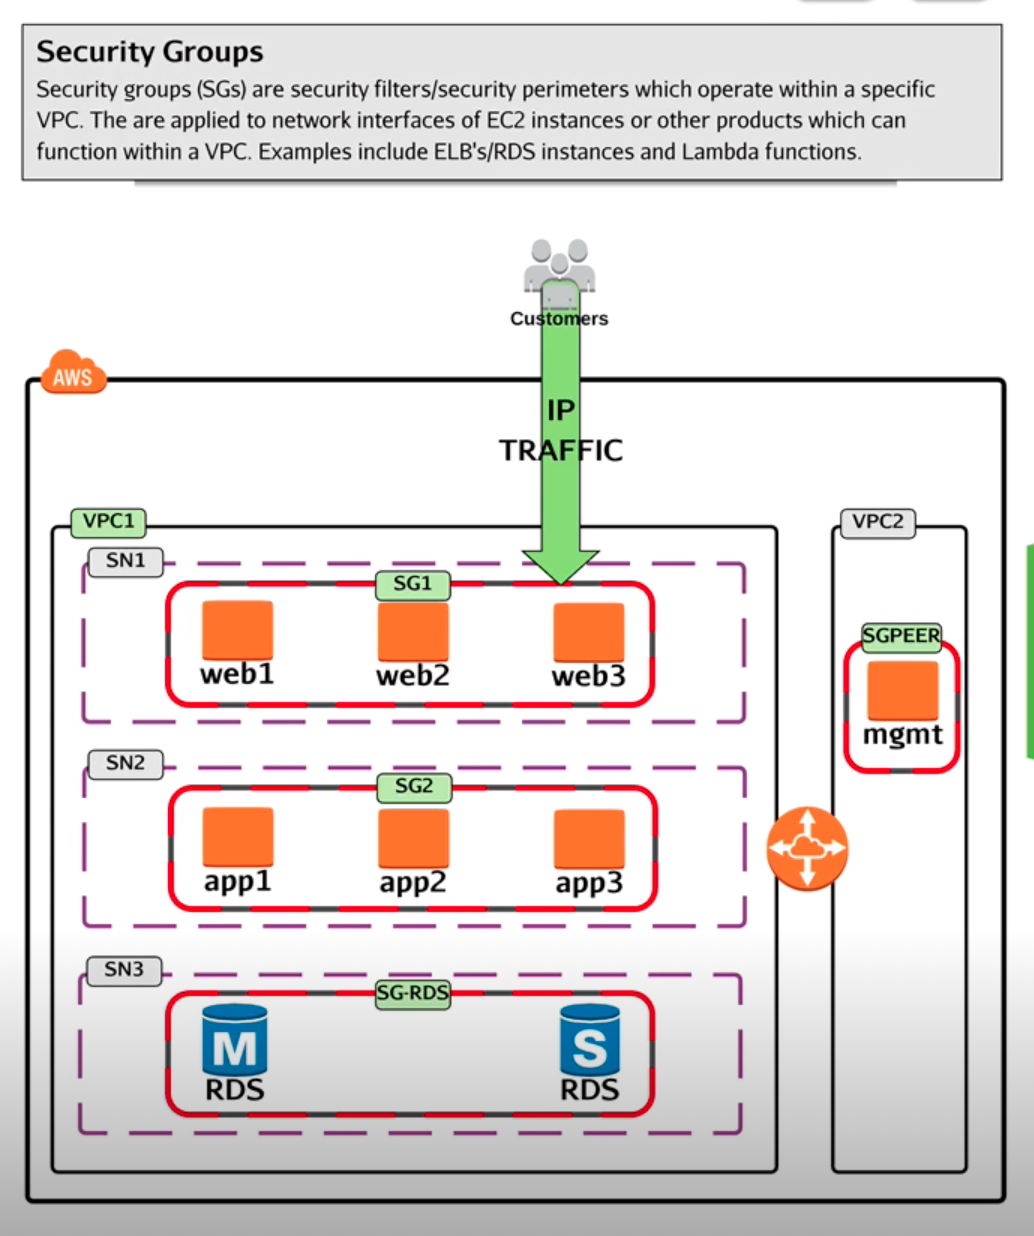 Security Groups
Security groups (SGs) are security filters/security perimeters which operate within a specific
VPC. The are applied to network interfaces of EC2 instances or other products which can
function within a VPC. Examples include ELB's/RDS instances and Lambda functions.
Customers
AWS
IP
TRAFFIC
VPC1
VPC2
SN1
SG1
web1 web2 web3
SGPEER
mgmt
SN2
SG2
app1 app2 app3
SN3
SG-RDS
M S
RDS RDS